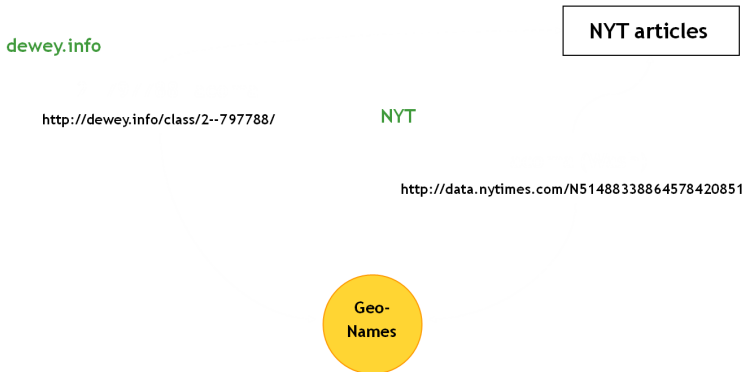 NYT articles
dewey.info
http://dewey.info/class/2--797788/
NYT
http://data.nytimes.com/N51488338864578420851
Geo-
Names